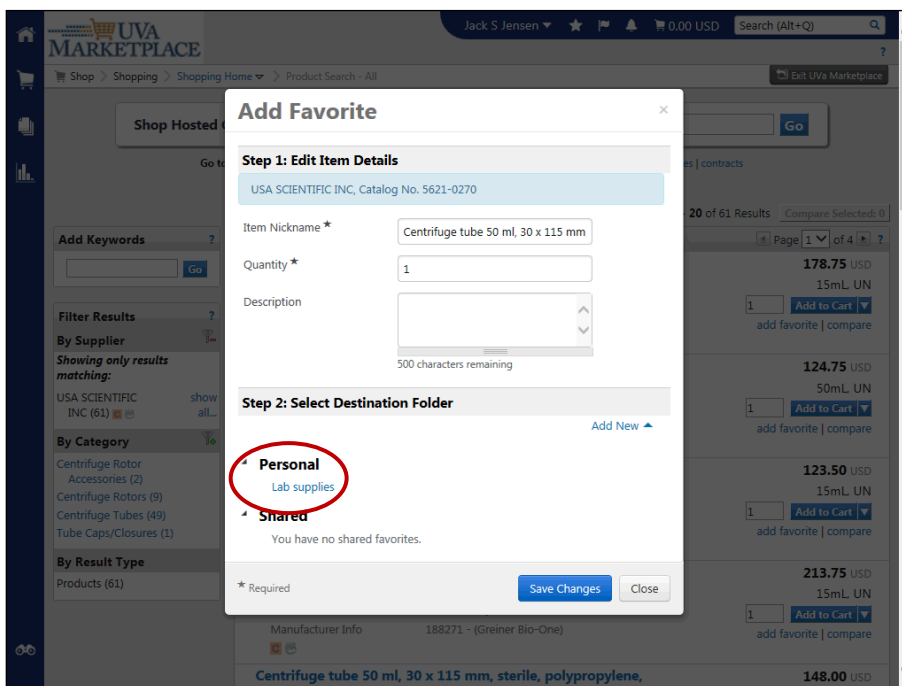 UVA
MARKETPLACE
Jack S Jensen
0.00 USD
Search (Alt+Q)
?
Shop > Shopping > Shopping Home > Product Search - All
Exit UVa Marketplace
Shop Hosted
Go
Go to
contracts
20 of 61 Results
Compare Selected: 0
Page 1 of 4 ?
Add Keywords ?
Go
Filter Results ?
By Supplier
Showing only results
matching:
USA SCIENTIFIC show
INC (61) all...
By Category
Centrifuge Rotor
Accessories (2)
Centrifuge Rotors (9)
Centrifuge Tubes (49)
Tube Caps/Closures (1)
By Result Type
Products (61)
Add Favorite ×
Step 1: Edit Item Details
USA SCIENTIFIC INC, Catalog No. 5621-0270
Item Nickname ★ Centrifuge tube 50 ml, 30 x 115 mm
Quantity ★ 1
Description
500 characters remaining
Step 2: Select Destination Folder
Add New
Personal
Lab supplies
Shared
You have no shared favorites.
★ Required Save Changes Close
178.75 USD
15mL, UN
1 Add to Cart
add favorite | compare
124.75 USD
50mL, UN
1 Add to Cart
add favorite | compare
123.50 USD
15mL, UN
1 Add to Cart
add favorite | compare
213.75 USD
15mL, UN
1 Add to Cart
add favorite | compare
Manufacturer Info 188271 - (Greiner Bio-One)
Centrifuge tube 50 ml, 30 x 115 mm, sterile, polypropylene,
148.00 USD